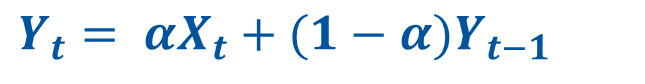 Yₜ = αXₜ + (1 − α)Yₜ₋₁